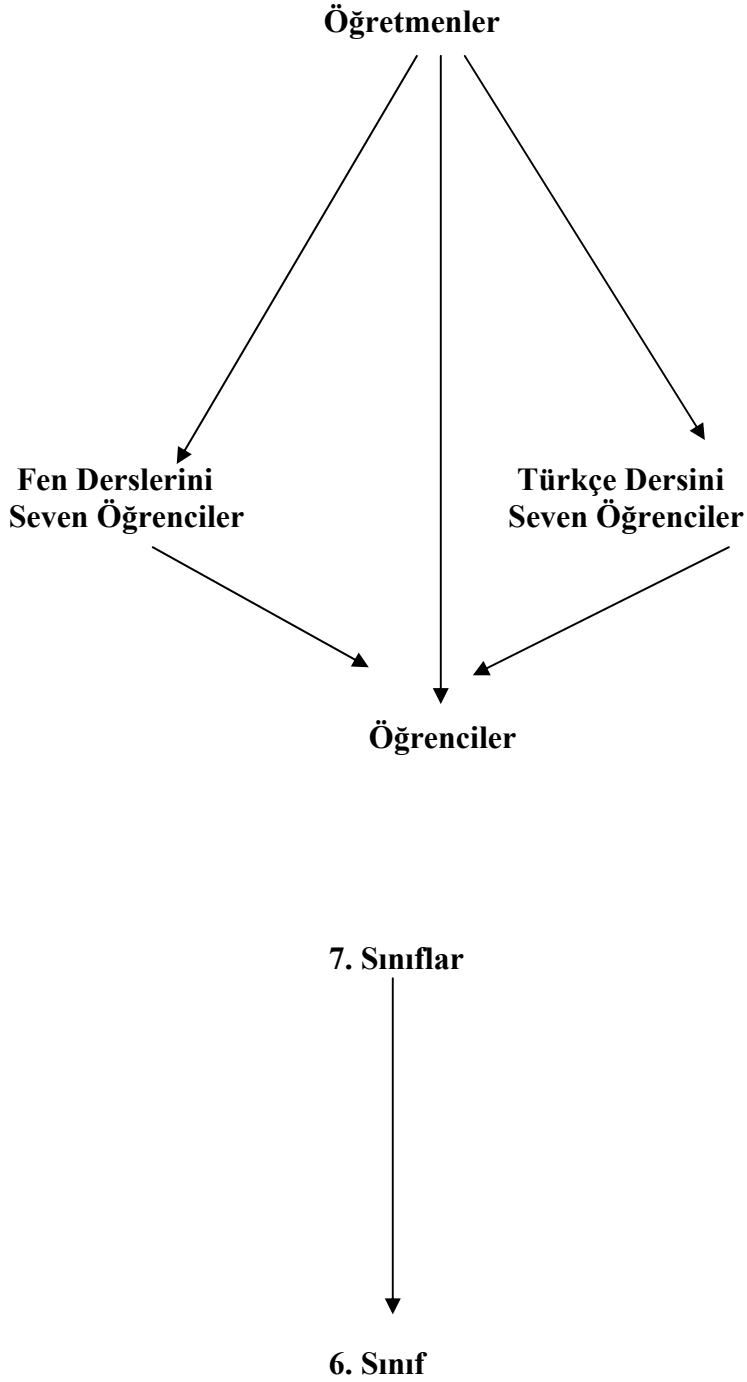 Öğretmenler
Fen Derslerini
Seven Öğrenciler
Türkçe Dersini
Seven Öğrenciler
Öğrenciler
7. Sınıflar
6. Sınıf